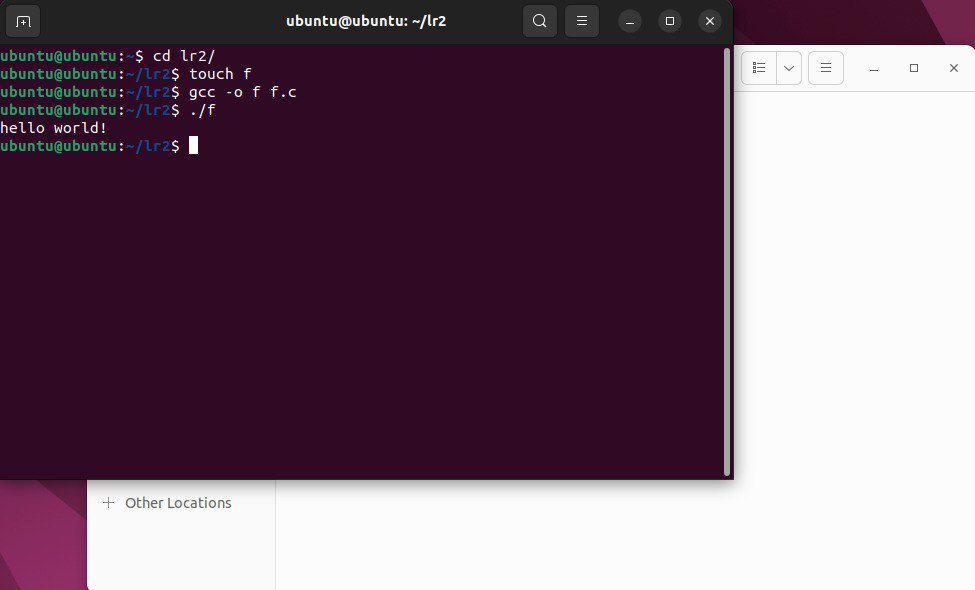 ubuntu@ubuntu: ~/lr2
ubuntu@ubuntu:~$ cd lr2/
ubuntu@ubuntu:~/lr2$ touch f
ubuntu@ubuntu:~/lr2$ gcc -o f f.c
ubuntu@ubuntu:~/lr2$ ./f
hello world!
ubuntu@ubuntu:~/lr2$
Other Locations